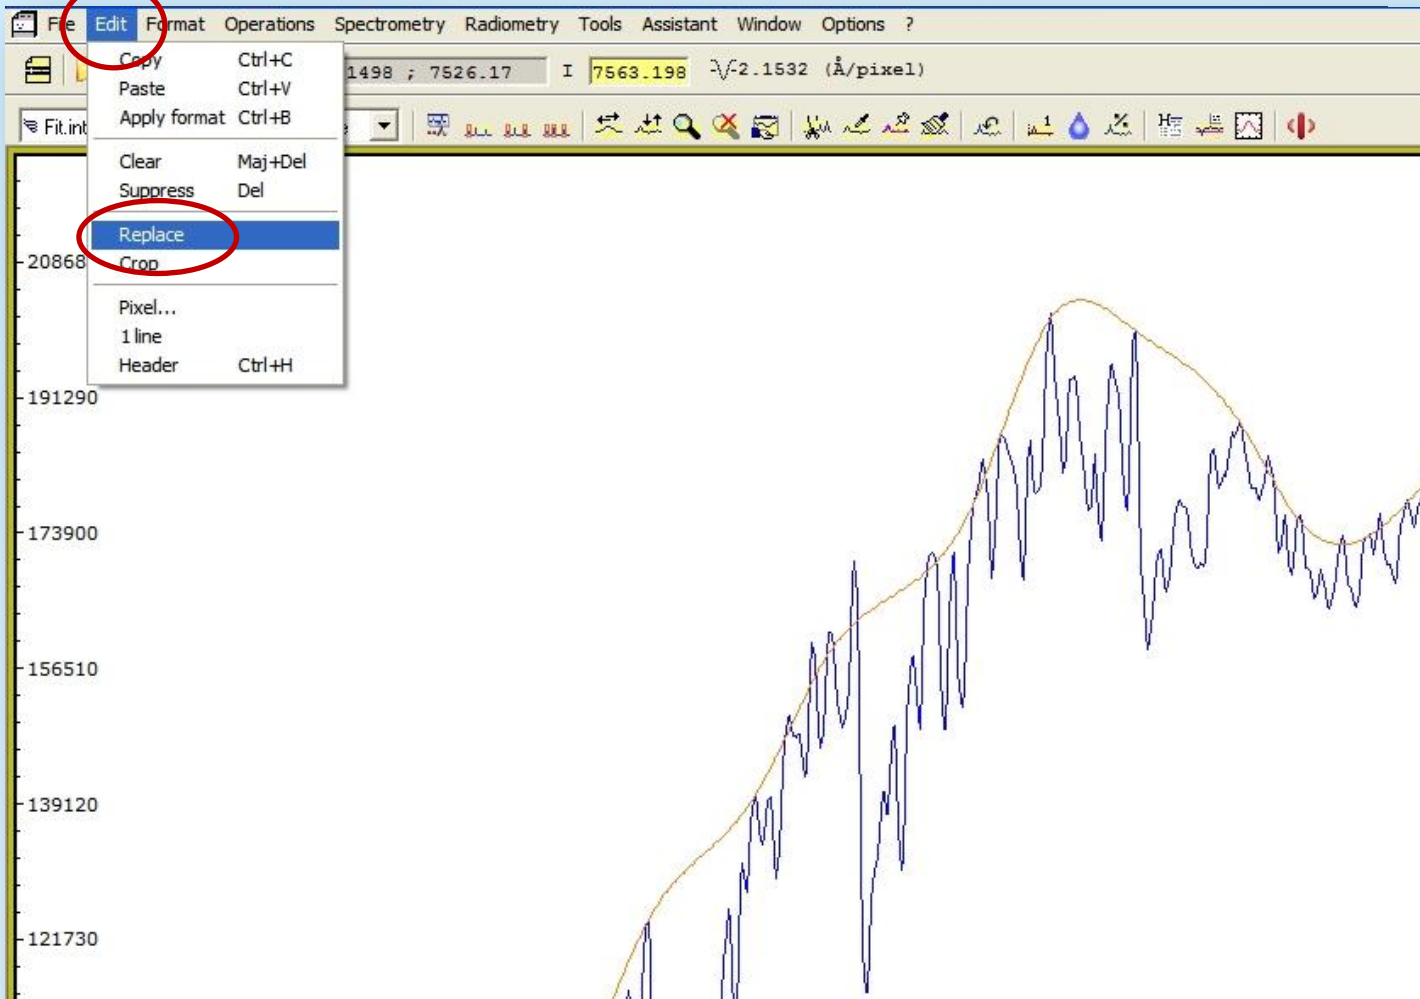 File Edit Format Operations Spectrometry Radiometry Tools Assistant Window Options ?
1498 ; 7526.17 I 7563.198 2.1532 (Å/pixel)
Fit.int
Copy Ctrl+C
Paste Ctrl+V
Apply format Ctrl+B
Clear Maj+Del
Suppress Del
Replace
Crop
Pixel...
1 line
Header Ctrl+H
20868
191290
173900
156510
139120
121730